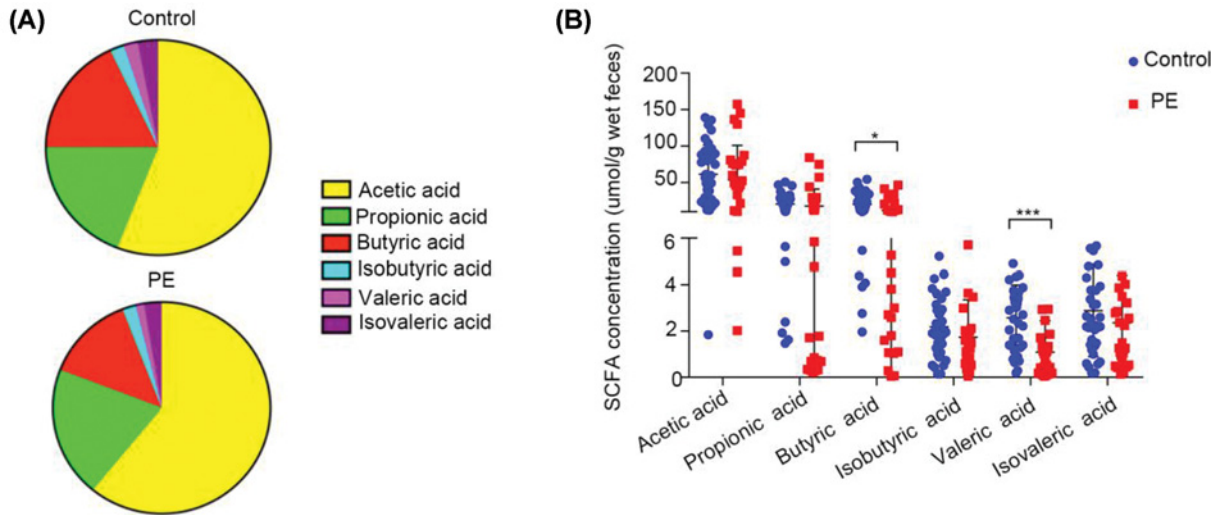 (A)
Control
PE
Acetic acid
Propionic acid
Butyric acid
Isobutyric acid
Valeric acid
Isovaleric acid
(B)
Control
PE
SCFA concentration (umol/g wet feces)
200
150
100
50
6
4
2
0
*
***
Acetic acid
Propionic acid
Butyric acid
Isobutyric acid
Valeric acid
Isovaleric acid